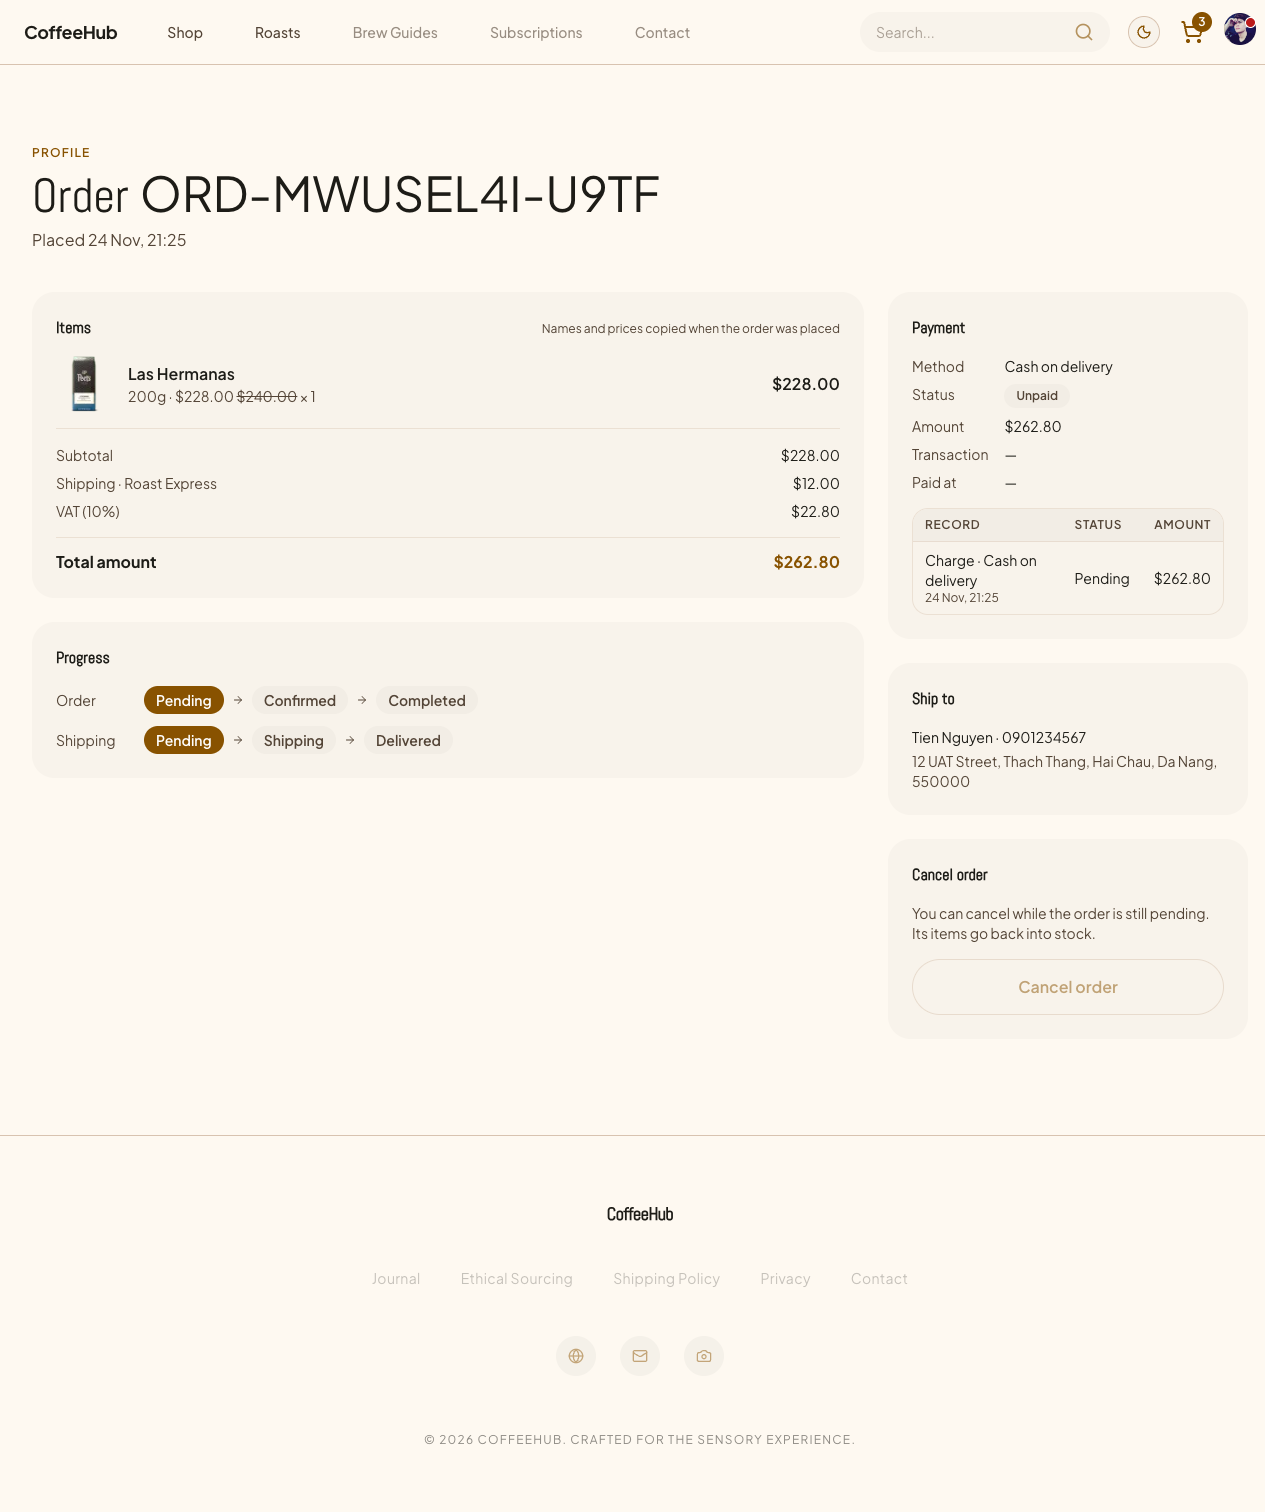 CoffeeHub
Shop
Roasts
Brew Guides
Subscriptions
Contact
Search...
3
PROFILE
Order ORD-MWUSEL4I-U9TF
Placed 24 Nov, 21:25
Items
Names and prices copied when the order was placed
Las Hermanas
200g · $228.00 $240.00 × 1
$228.00
Subtotal
$228.00
Shipping · Roast Express
$12.00
VAT (10%)
$22.80
Total amount
$262.80
Progress
Order
Pending → Confirmed → Completed
Shipping
Pending → Shipping → Delivered
Payment
Method
Cash on delivery
Status
Unpaid
Amount
$262.80
Transaction
—
Paid at
—
RECORD
STATUS
AMOUNT
Charge · Cash on
delivery
24 Nov, 21:25
Pending
$262.80
Ship to
Tien Nguyen · 0901234567
12 UAT Street, Thach Thang, Hai Chau, Da Nang,
550000
Cancel order
You can cancel while the order is still pending.
Its items go back into stock.
Cancel order
CoffeeHub
Journal
Ethical Sourcing
Shipping Policy
Privacy
Contact
© 2026 COFFEEHUB. CRAFTED FOR THE SENSORY EXPERIENCE.